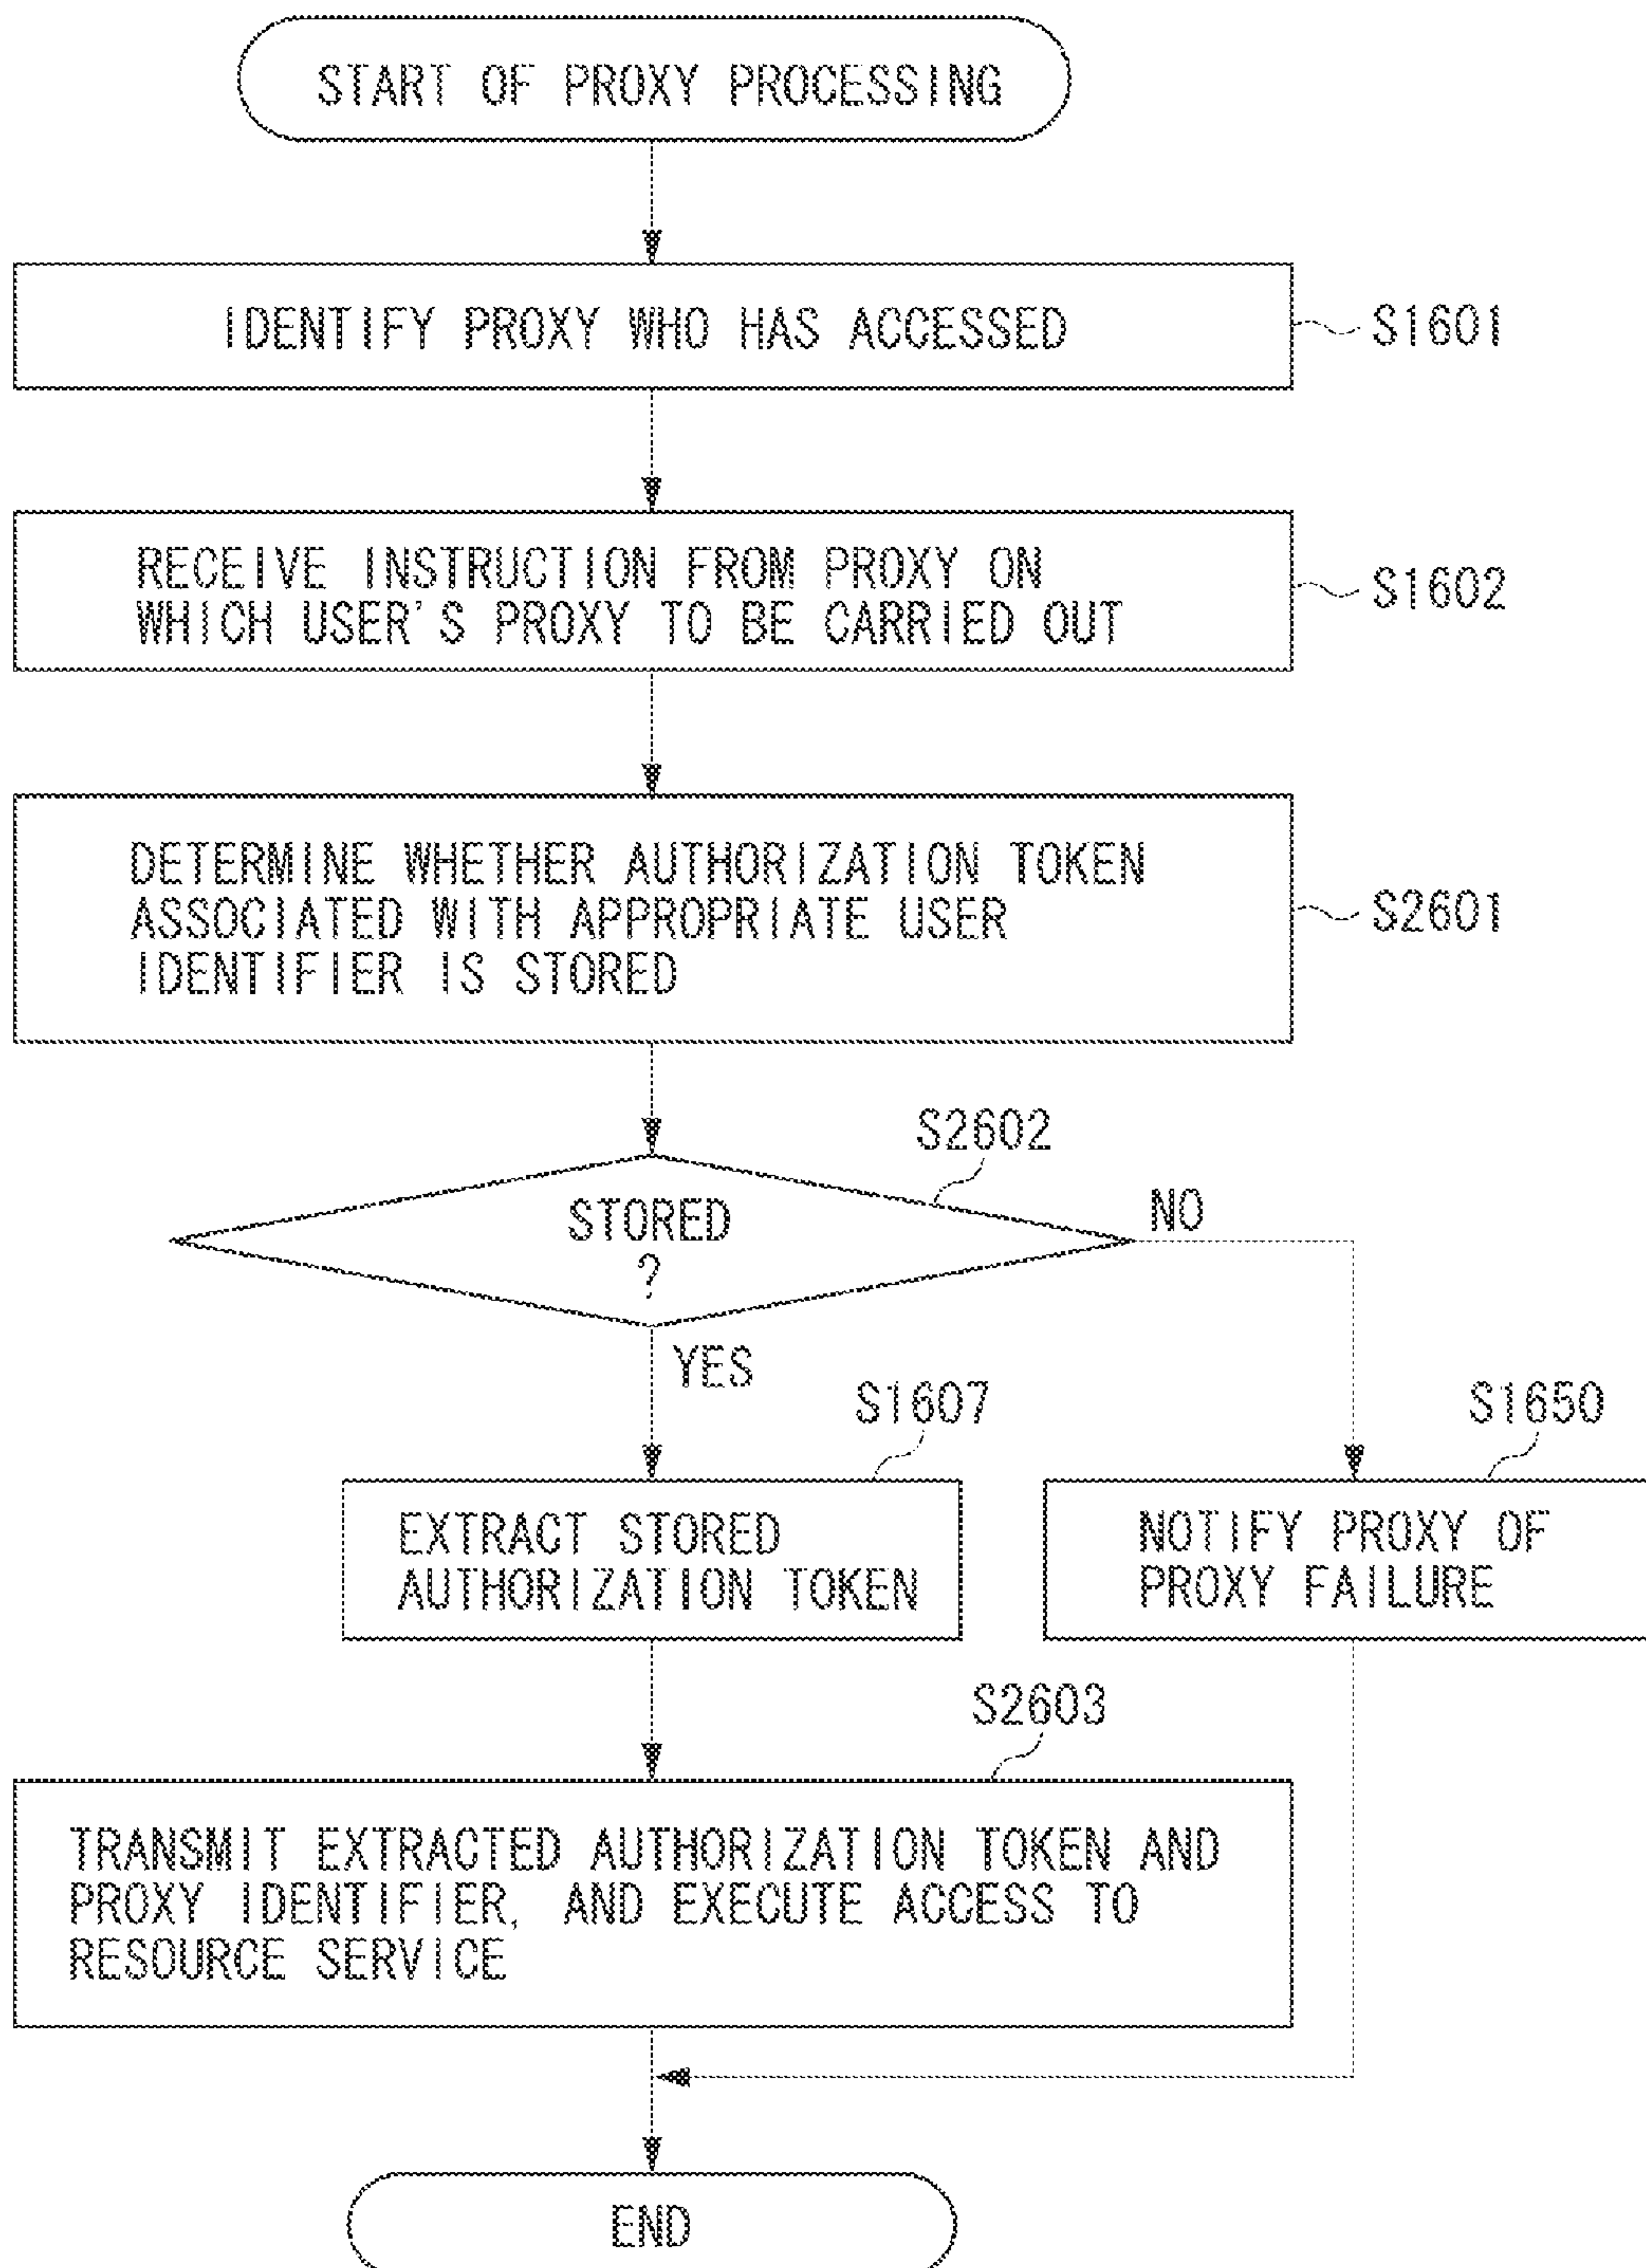 START OF PROXY PROCESSING
IDENTIFY PROXY WHO HAS ACCESSED
S1601
RECEIVE INSTRUCTION FROM PROXY ON
WHICH USER'S PROXY TO BE CARRIED OUT
S1602
DETERMINE WHETHER AUTHORIZATION TOKEN
ASSOCIATED WITH APPROPRIATE USER
IDENTIFIER IS STORED
S2601
S2602
STORED
?
NO
YES
S1607
S1650
EXTRACT STORED
AUTHORIZATION TOKEN
NOTIFY PROXY OF
PROXY FAILURE
S2603
TRANSMIT EXTRACTED AUTHORIZATION TOKEN AND
PROXY IDENTIFIER, AND EXECUTE ACCESS TO
RESOURCE SERVICE
END